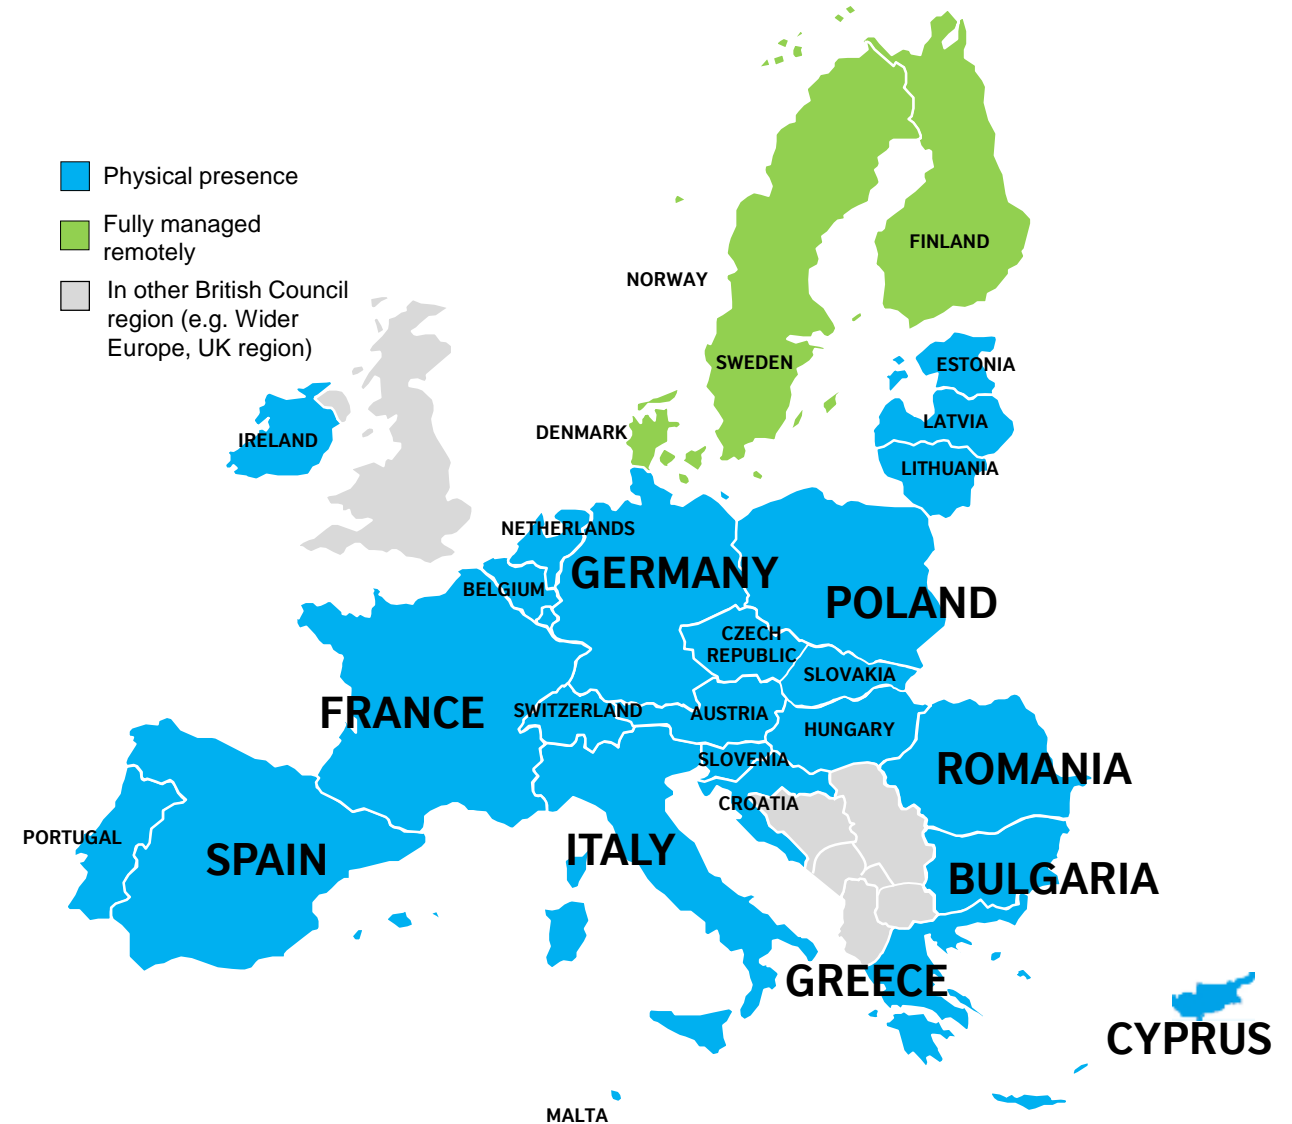 Physical presence
Fully managed
remotely
In other British Council
region (e.g. Wider
Europe, UK region)
FINLAND
NORWAY
SWEDEN
ESTONIA
DENMARK
LATVIA
IRELAND
LITHUANIA
NETHERLANDS
GERMANY
BELGIUM
POLAND
CZECH
REPUBLIC
SLOVAKIA
FRANCE
SWITZERLAND
AUSTRIA
HUNGARY
SLOVENIA
ROMANIA
CROATIA
PORTUGAL
SPAIN
ITALY
BULGARIA
GREECE
CYPRUS
MALTA